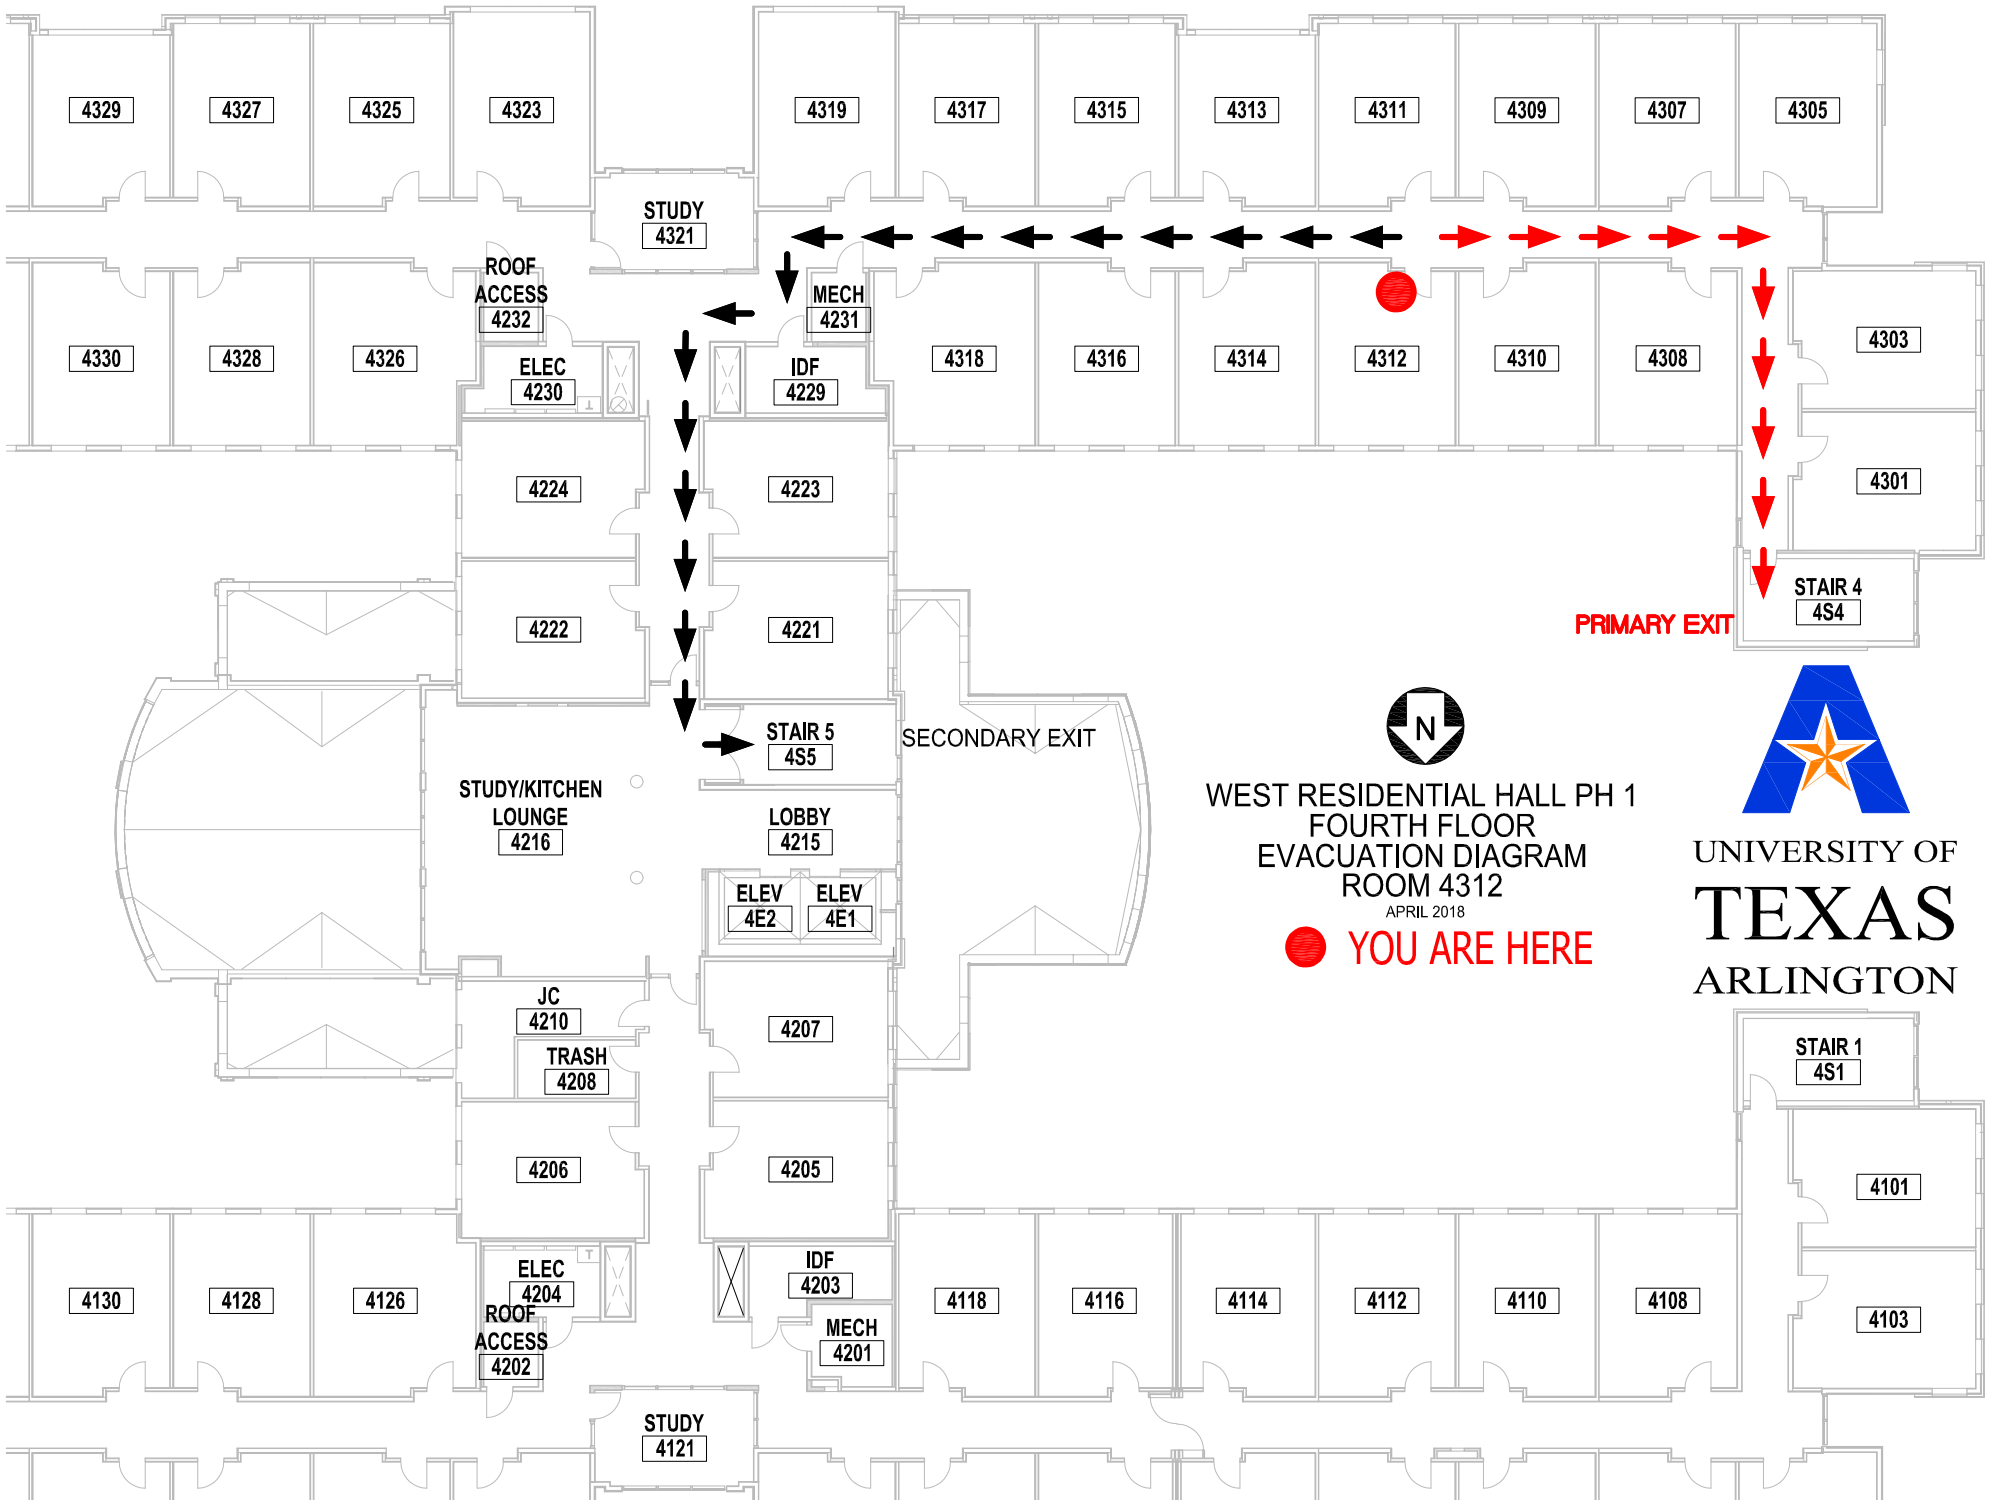 4329
4327
4325
4323
4319
4317
4315
4313
4311
4309
4307
4305
STUDY
4321
ROOF
ACCESS
4232
MECH
4231
4330
4328
4326
ELEC
4230
IDF
4229
4318
4316
4314
4312
4310
4308
4303
4301
4224
4223
4222
4221
STAIR 4
4S4
PRIMARY EXIT
STAIR 5
4S5
SECONDARY EXIT
N
STUDY/KITCHEN
LOUNGE
4216
LOBBY
4215
ELEV
4E2
ELEV
4E1
WEST RESIDENTIAL HALL PH 1
FOURTH FLOOR
EVACUATION DIAGRAM
ROOM 4312
APRIL 2018
YOU ARE HERE
UNIVERSITY OF
TEXAS
ARLINGTON
JC
4210
TRASH
4208
4207
STAIR 1
4S1
4206
4205
4101
4103
4130
4128
4126
ELEC
4204
T
ROOF
ACCESS
4202
IDF
4203
MECH
4201
4118
4116
4114
4112
4110
4108
STUDY
4121